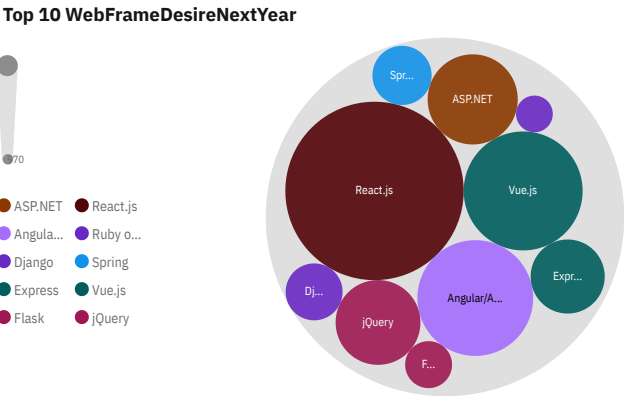 Top 10 WebFrameDesireNextYear
Spr...
ASP.NET
React.js
Vue.js
Expr...
Angular/A...
Dj...
jQuery
F...
ASP.NET
React.js
Angula...
Ruby o...
Django
Spring
Express
Vue.js
Flask
jQuery